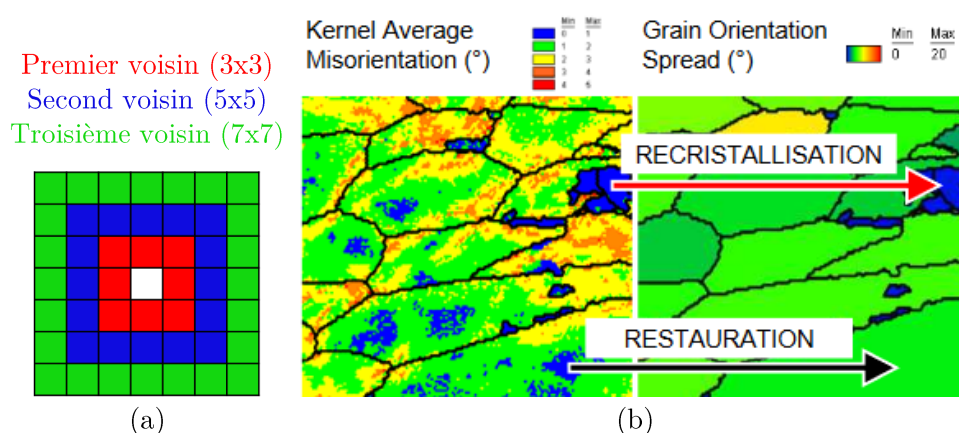 Premier voisin (3x3)
Second voisin (5x5)
Troisième voisin (7x7)
(a)
Kernel Average
Misorientation (°)
Min Max
0 1
1 2
2 3
3 4
4 5
Grain Orientation
Spread (°)
Min Max
0 20
RECRISTALLISATION
RESTAURATION
(b)